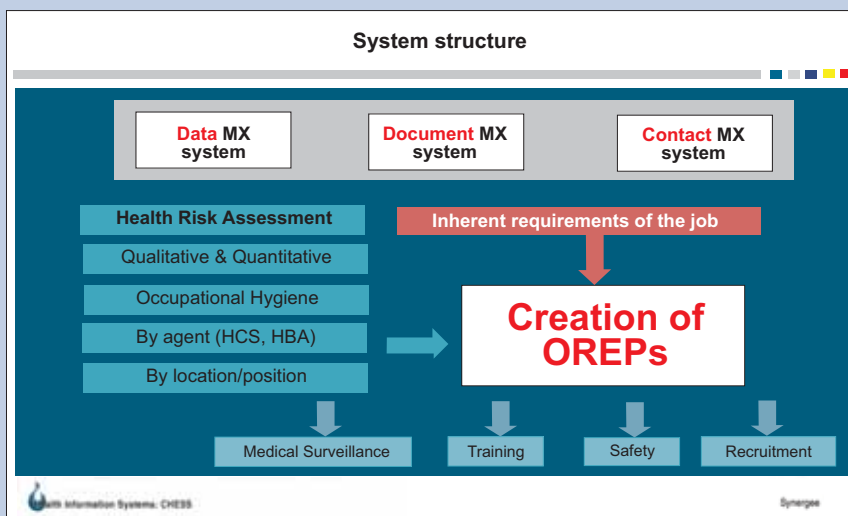 System structure
Data MX
system
Document MX
system
Contact MX
system
Health Risk Assessment
Inherent requirements of the job
Qualitative & Quantitative
Occupational Hygiene
By agent (HCS, HBA)
By location/position
Creation of
OREPs
Medical Surveillance
Training
Safety
Recruitment
Health Information Systems: CHESS
Synergee